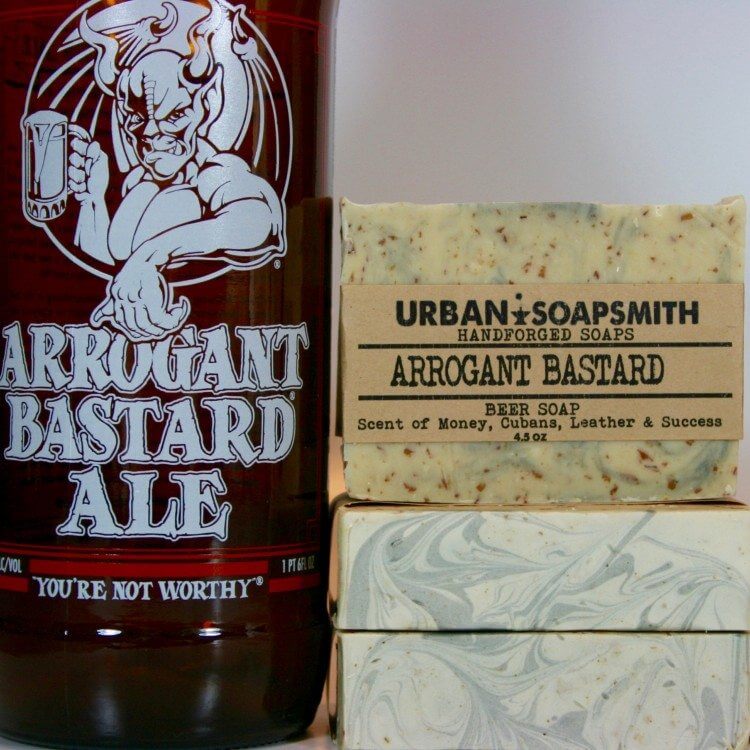 ARROGANT
BASTARD
ALE
C/VOL
1 PT 6FL OZ
"YOU'RE NOT WORTHY"®
URBAN SOAPSMITH
HANDFORGED SOAPS
ARROGANT BASTARD
BEER SOAP
Scent of Money, Cubans, Leather & Success
4.5 OZ